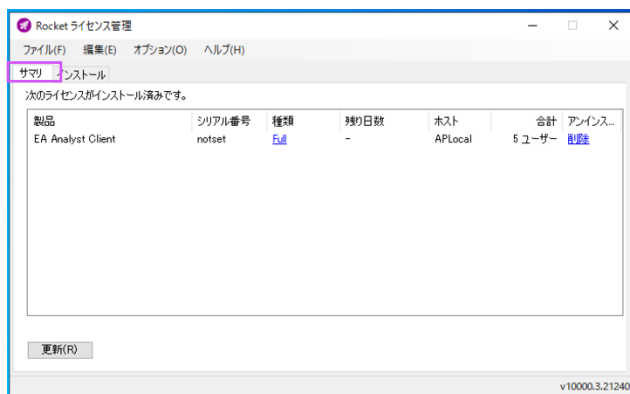 Rocket ライセンス管理
ファイル(F) 編集(E) オプション(O) ヘルプ(H)
サマリ インストール
次のライセンスがインストール済みです。
製品 シリアル番号 種類 残り日数 ホスト 合計 アンインス...
EA Analyst Client notset Full - APLocal 5 ユーザー 削除
更新(R)
v10000.3.21240